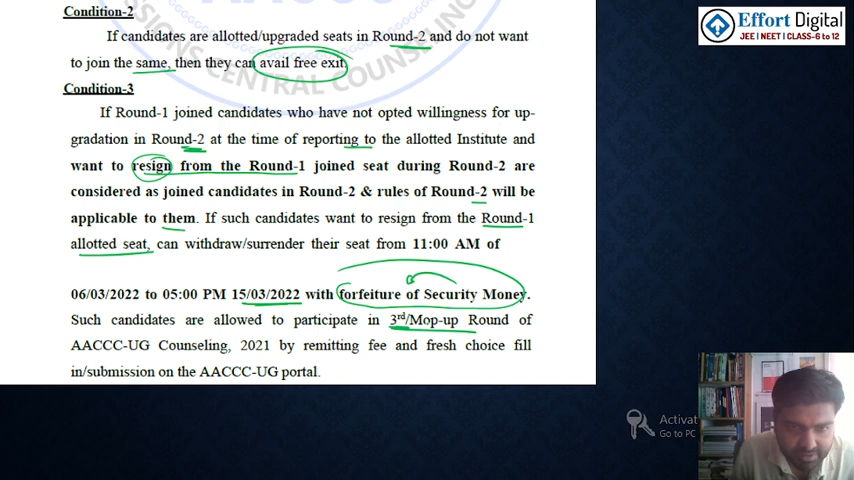 Condition-2
If candidates are allotted/upgraded seats in Round-2 and do not want
to join the same, then they can avail free exit.
Condition-3
If Round-1 joined candidates who have not opted willingness for up-
gradation in Round-2 at the time of reporting to the allotted Institute and
want to resign from the Round-1 joined seat during Round-2 are
considered as joined candidates in Round-2 & rules of Round-2 will be
applicable to them. If such candidates want to resign from the Round-1
allotted seat, can withdraw/surrender their seat from 11:00 AM of
06/03/2022 to 05:00 PM 15/03/2022 with forfeiture of Security Money.
Such candidates are allowed to participate in 3rd/Mop-up Round of
AACCC-UG Counseling, 2021 by remitting fee and fresh choice fill
in/submission on the AACCC-UG portal.
Effort Digital
JEE | NEET | CLASS-6 to 12
Activat
Go to PC